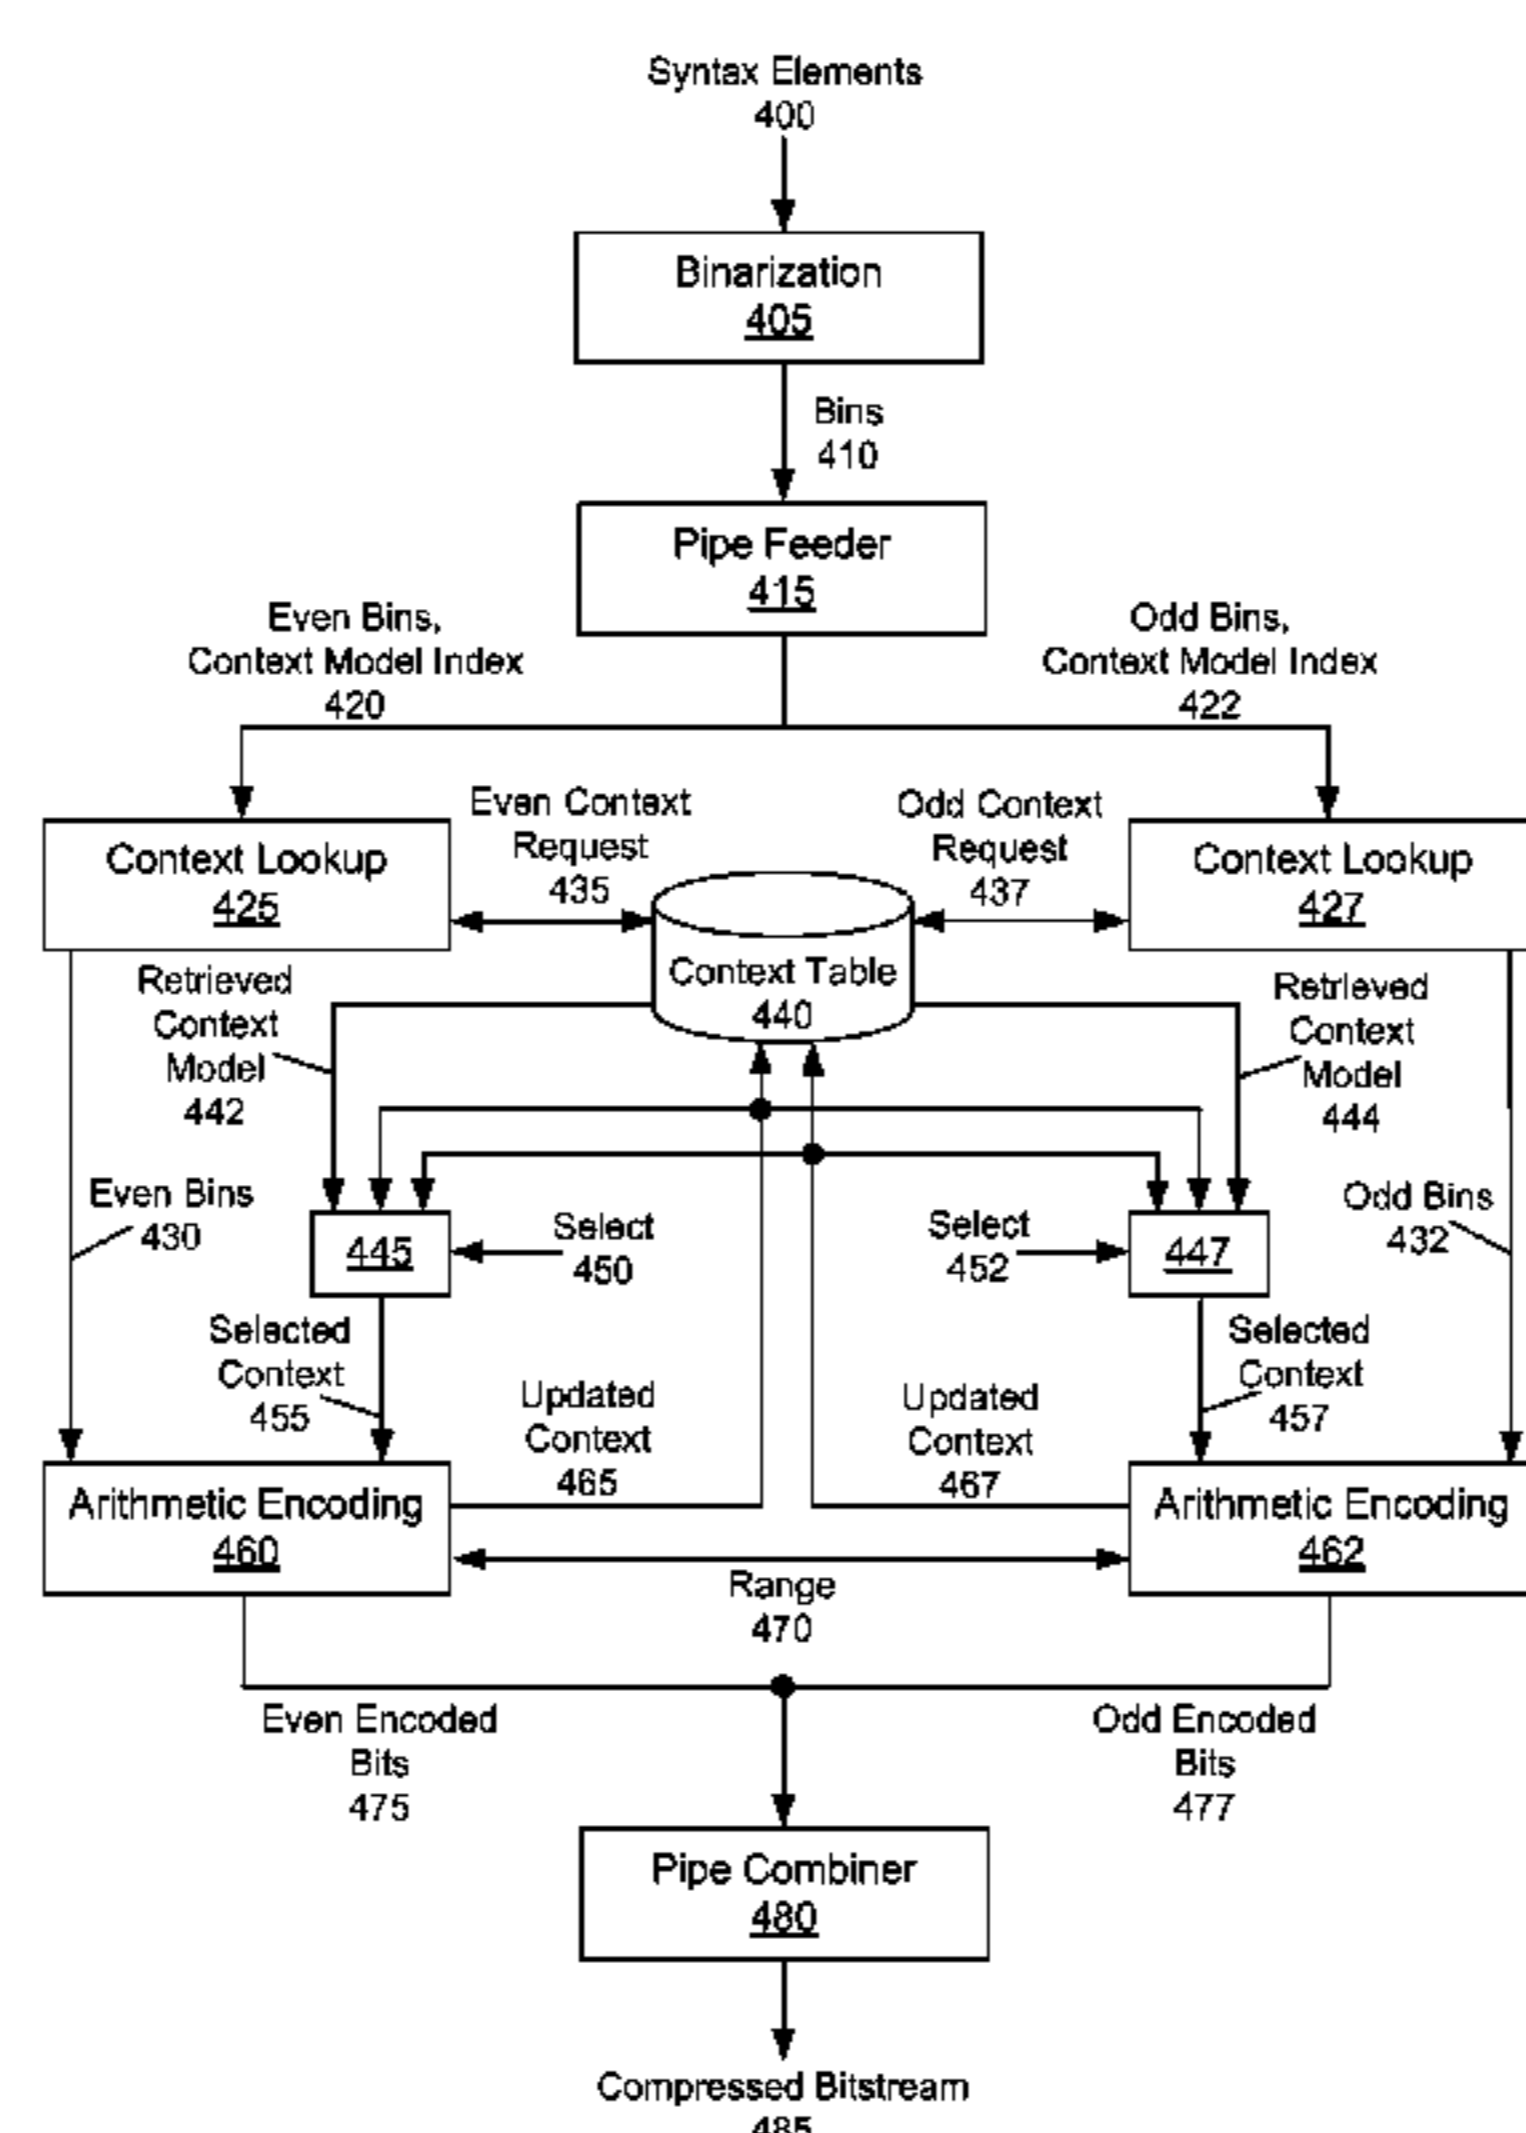 Syntax Elements
400
Binarization
405
Bins
410
Pipe Feeder
415
Even Bins,
Context Model Index
420
Odd Bins,
Context Model Index
422
Context Lookup
425
Even Context
Request
435
Odd Context
Request
437
Context Lookup
427
Context Table
440
Retrieved
Context
Model
442
Retrieved
Context
Model
444
Even Bins
430
445
Select
450
Select
452
447
Odd Bins
432
Selected
Context
455
Updated
Context
465
Updated
Context
467
Selected
Context
457
Arithmetic Encoding
460
Arithmetic Encoding
462
Range
470
Even Encoded
Bits
475
Odd Encoded
Bits
477
Pipe Combiner
480
Compressed Bitstream
485